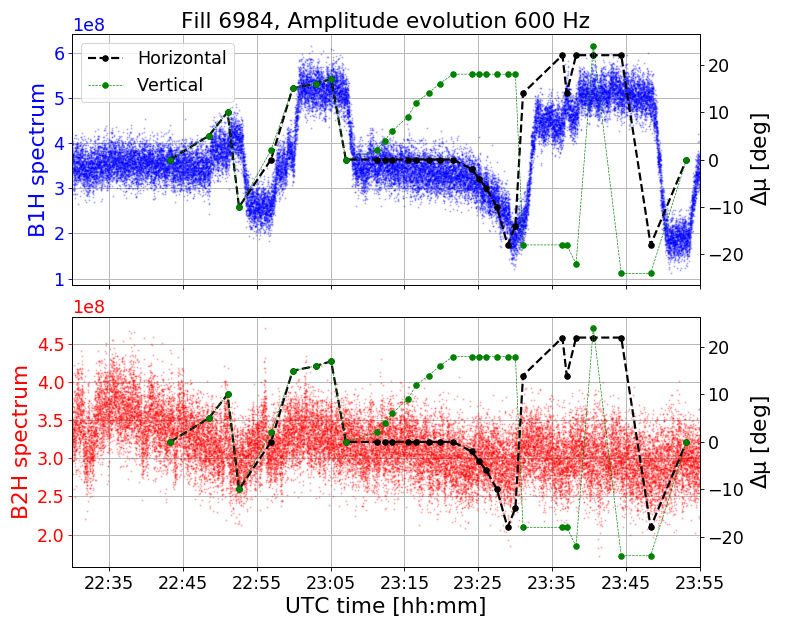 Fill 6984, Amplitude evolution 600 Hz
1e8
Horizontal
Vertical
B1H spectrum
6
5
4
3
2
1
20
10
0
−10
−20
Δμ [deg]
1e8
B2H spectrum
4.5
4.0
3.5
3.0
2.5
2.0
20
10
0
−10
−20
Δμ [deg]
22:35 22:45 22:55 23:05 23:15 23:25 23:35 23:45 23:55
UTC time [hh:mm]